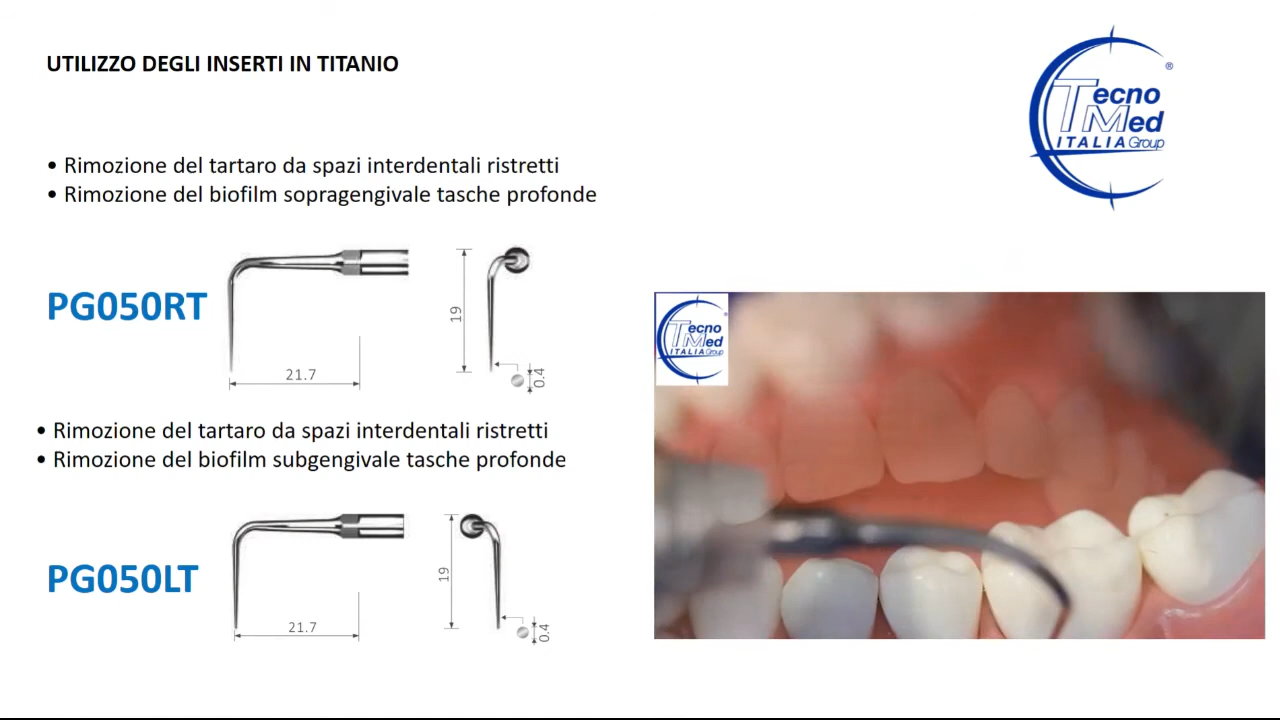 UTILIZZO DEGLI INSERTI IN TITANIO
Tecno
Med
ITALIA Group
®
• Rimozione del tartaro da spazi interdentali ristretti
• Rimozione del biofilm sopragengivale tasche profonde
PG050RT
21.7
19
0.4
• Rimozione del tartaro da spazi interdentali ristretti
• Rimozione del biofilm subgengivale tasche profonde
PG050LT
21.7
19
0.4
Tecno
Med
ITALIA Group